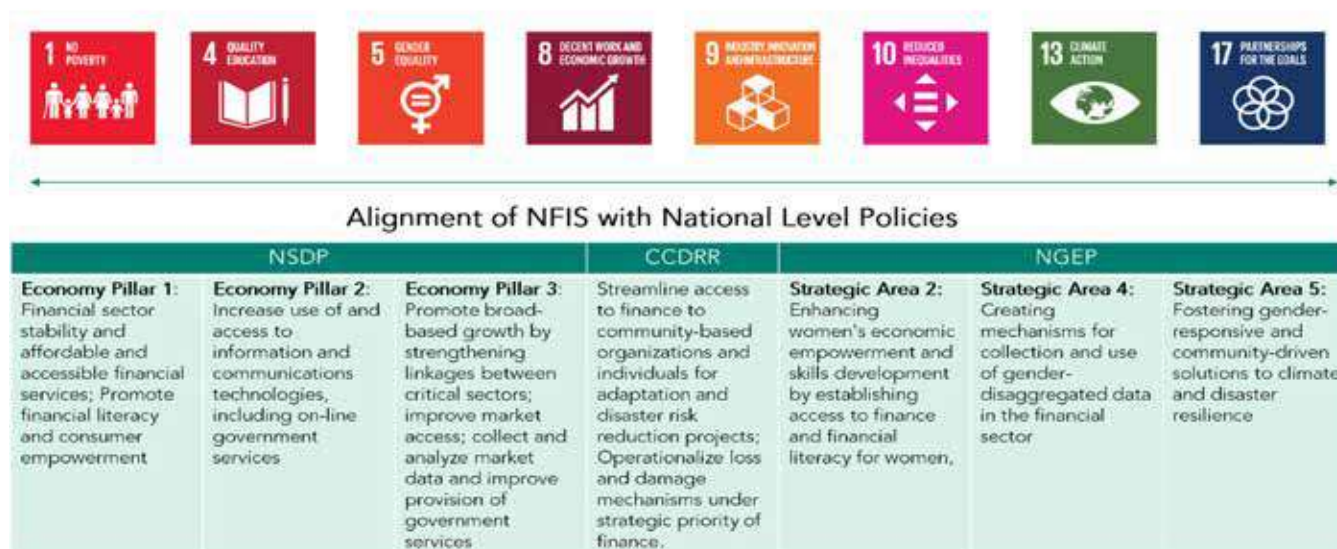 1 NO POVERTY
4 QUALITY EDUCATION
5 GENDER EQUALITY
8 DECENT WORK AND ECONOMIC GROWTH
9 INDUSTRY, INNOVATION AND INFRASTRUCTURE
10 REDUCED INEQUALITIES
13 CLIMATE ACTION
17 PARTNERSHIPS FOR THE GOALS
Alignment of NFIS with National Level Policies
NSDP
CCDRR
NGEP
Economy Pillar 1:
Financial sector
stability and
affordable and
accessible financial
services; Promote
financial literacy
and consumer
empowerment
Economy Pillar 2:
Increase use of and
access to
information and
communications
technologies,
including on-line
government
services
Economy Pillar 3:
Promote broad-
based growth by
strengthening
linkages between
critical sectors;
improve market
access; collect and
analyze market
data and improve
provision of
government
services
Streamline access
to finance to
community-based
organizations and
individuals for
adaptation and
disaster risk
reduction projects;
Operationalize loss
and damage
mechanisms under
strategic priority of
finance.
Strategic Area 2:
Enhancing
women's economic
empowerment and
skills development
by establishing
access to finance
and financial
literacy for women.
Strategic Area 4:
Creating
mechanisms for
collection and use
of gender-
disaggregated data
in the financial
sector
Strategic Area 5:
Fostering gender-
responsive and
community-driven
solutions to climate
and disaster
resilience